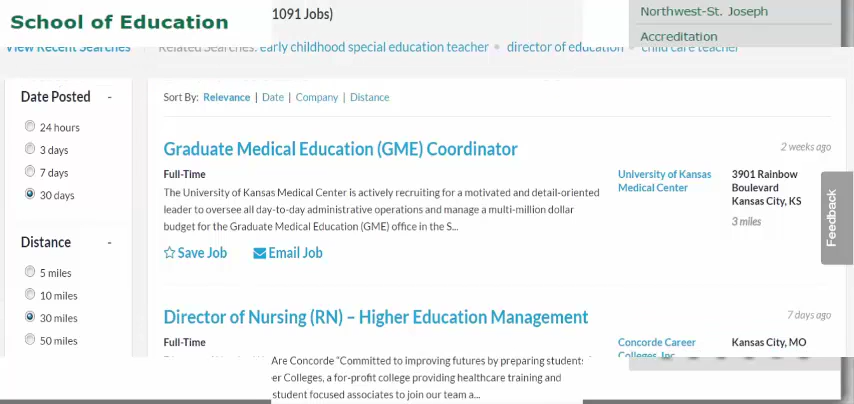 School of Education
1091 Jobs)
Northwest-St. Joseph
Accreditation
View Recent Searches
Related Searches: early childhood special education teacher • director of education • child care teacher
Date Posted -
24 hours
3 days
7 days
30 days
Distance -
5 miles
10 miles
30 miles
50 miles
Sort By: Relevance | Date | Company | Distance
Graduate Medical Education (GME) Coordinator
2 weeks ago
Full-Time
The University of Kansas Medical Center is actively recruiting for a motivated and detail-oriented
leader to oversee all day-to-day administrative operations and manage a multi-million dollar
budget for the Graduate Medical Education (GME) office in the S...
University of Kansas
Medical Center
3901 Rainbow
Boulevard
Kansas City, KS
3 miles
Save Job
Email Job
Feedback
Director of Nursing (RN) – Higher Education Management
7 days ago
Full-Time
Concorde Career
Colleges, Inc
Kansas City, MO
Are Concorde "Committed to improving futures by preparing students
er Colleges, a for-profit college providing healthcare training and
student focused associates to join our team a...